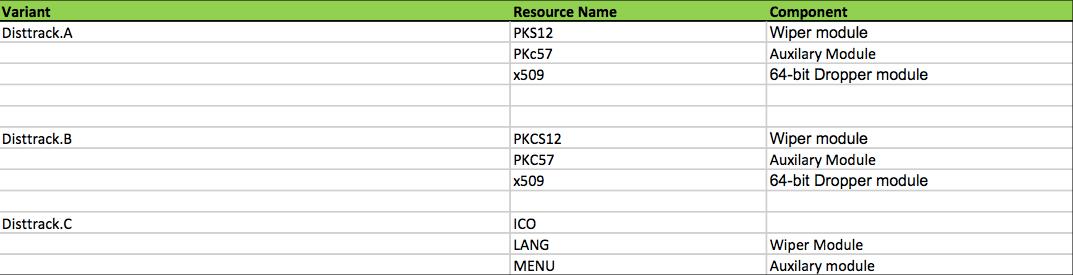 Variant Resource Name Component
Disttrack.A PKS12 Wiper module
PKc57 Auxilary Module
x509 64-bit Dropper module
Disttrack.B PKCS12 Wiper module
PKC57 Auxilary Module
x509 64-bit Dropper module
Disttrack.C ICO
LANG Wiper Module
MENU Auxilary module